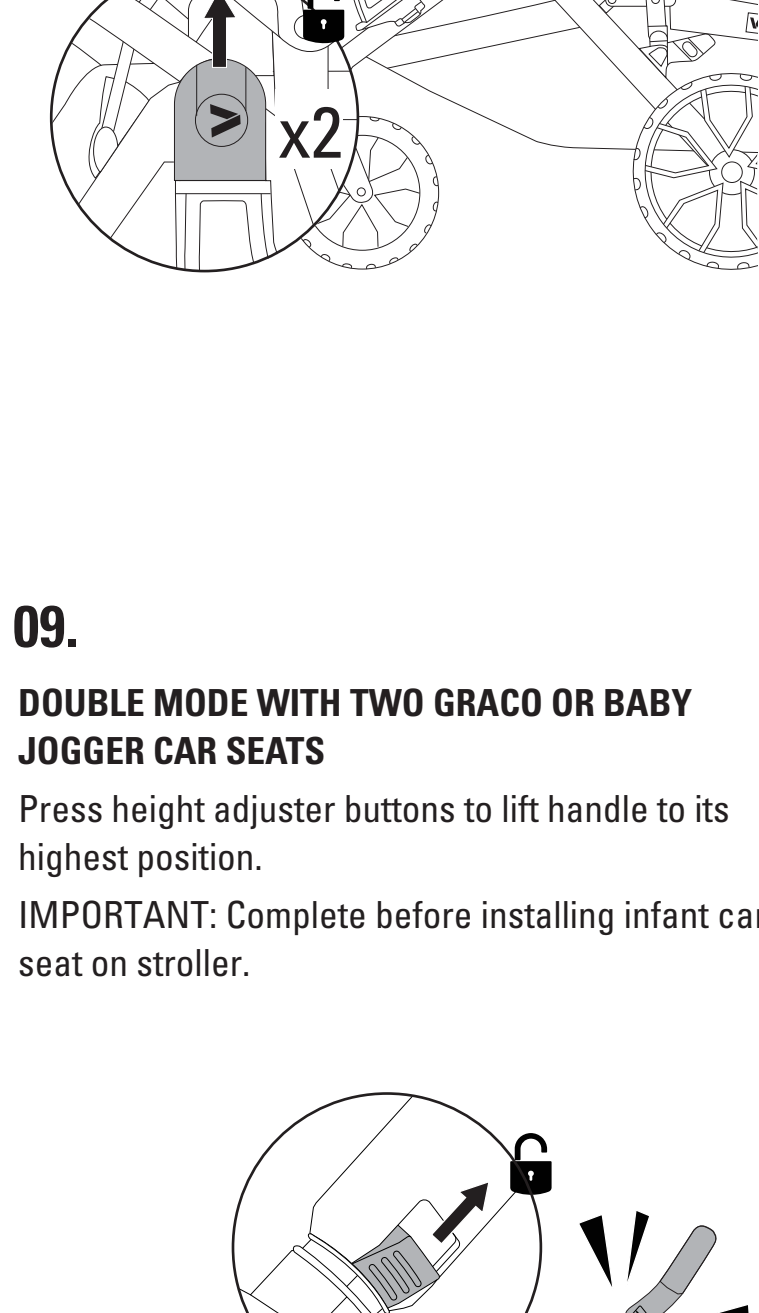 x2
09.
DOUBLE MODE WITH TWO GRACO OR BABY
JOGGER CAR SEATS
Press height adjuster buttons to lift handle to its
highest position.
IMPORTANT: Complete before installing infant car
seat on stroller.